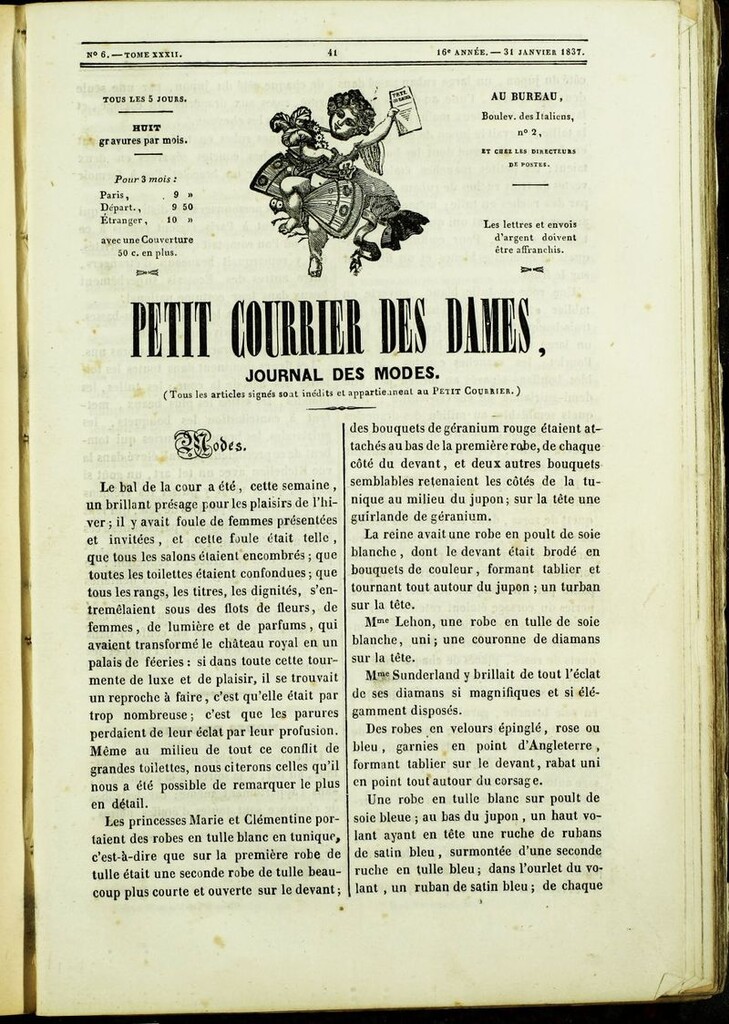 Nº 6. — TOME XXXII.
41
16e ANNÉE. — 31 JANVIER 1837.
TOUS LES 5 JOURS.
HUIT
gravures par mois.
Pour 3 mois :
Paris, . 9 »
Départ., 9 50
Étranger, 10 »
avec une Couverture
50 c. en plus.
AU BUREAU,
Boulev. des Italiens,
nº 2,
ET CHEZ LES DIRECTEURS
DE POSTES.
Les lettres et envois
d'argent doivent
être affranchis.
PETIT COURRIER DES DAMES,
JOURNAL DES MODES.
(Tous les articles signés sont inédits et appartiennent au PETIT COURRIER.)
Modes.
Le bal de la cour a été, cette semaine,
un brillant présage pour les plaisirs de l'hi-
ver; il y avait foule de femmes présentées
et invitées, et cette foule était telle,
que tous les salons étaient encombrés; que
toutes les toilettes étaient confondues; que
tous les rangs, les titres, les dignités, s'en-
tremêlaient sous des flots de fleurs, de
femmes, de lumière et de parfums, qui
avaient transformé le château royal en un
palais de féeries : si dans toute cette tour-
mente de luxe et de plaisir, il se trouvait
un reproche à faire, c'est qu'elle était par
trop nombreuse; c'est que les parures
perdaient de leur éclat par leur profusion.
Même au milieu de tout ce conflit de
grandes toilettes, nous citerons celles qu'il
nous a été possible de remarquer le plus
en détail.
Les princesses Marie et Clémentine por-
taient des robes en tulle blanc en tunique,
c'est-à-dire que sur la première robe de
tulle était une seconde robe de tulle beau-
coup plus courte et ouverte sur le devant;
des bouquets de géranium rouge étaient at-
tachés au bas de la première robe, de chaque
côté du devant, et deux autres bouquets
semblables retenaient les côtés de la tu-
nique au milieu du jupon; sur la tête une
guirlande de géranium.
La reine avait une robe en poult de soie
blanche, dont le devant était brodé en
bouquets de couleur, formant tablier et
tournant tout autour du jupon; un turban
sur la tête.
Mme Lehon, une robe en tulle de soie
blanche, uni; une couronne de diamans
sur la tête.
Mme Sunderland y brillait de tout l'éclat
de ses diamans si magnifiques et si élé-
gamment disposés.
Des robes en velours épinglé, rose ou
bleu, garnies en point d'Angleterre,
formant tablier sur le devant, rabat uni
en point tout autour du corsage.
Une robe en tulle blanc sur poult de
soie bleue; au bas du jupon, un haut vo-
lant ayant en tête une ruche de rubans
de satin bleu, surmontée d'une seconde
ruche en tulle bleu; dans l'ourlet du vo-
lant, un ruban de satin bleu; de chaque